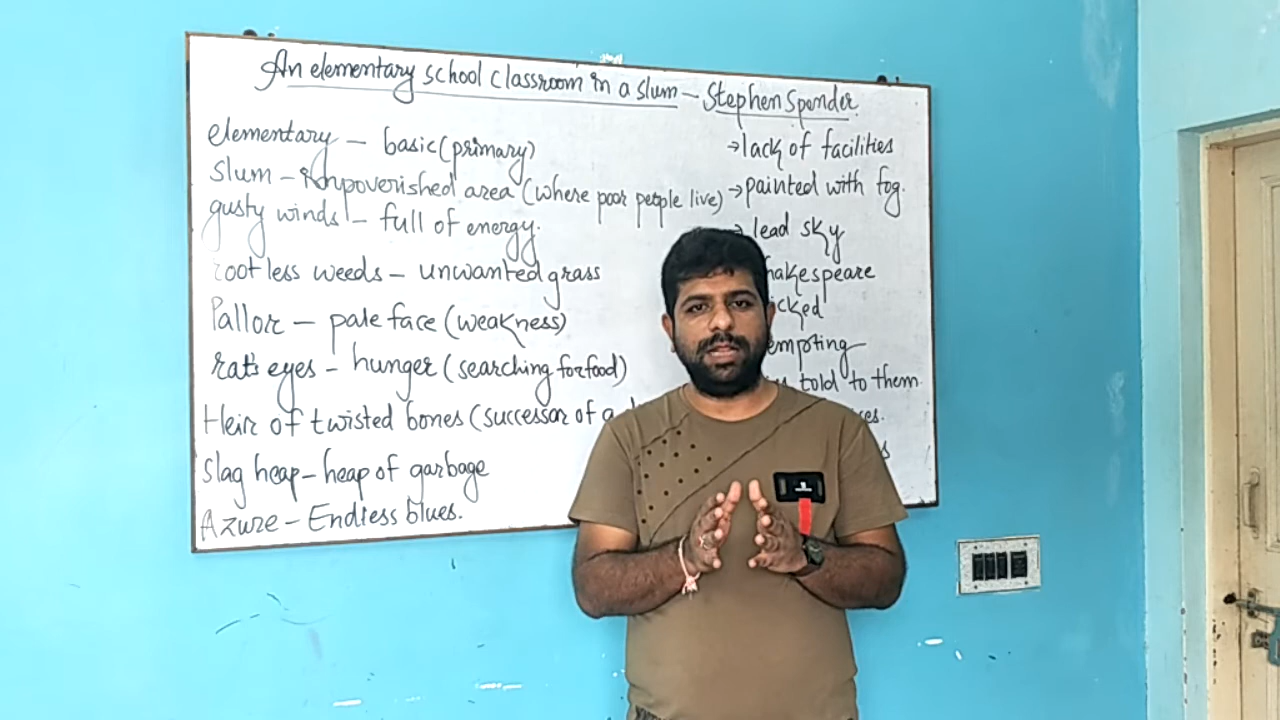 An elementary school classroom in a slum - Stephen Spender
elementary - basic (primary)
Slum - Impoverished area (where poor people live)
gusty winds - full of energy.
rootless weeds - unwanted grass
Pallor - pale face (weakness)
rat's eyes - hunger (searching for food)
Heir of twisted bones (successor of a
Slag heap - heap of garbage
Azure - Endless blues.
→ lack of facilities
→ painted with fog.
lead sky
hakespeare
icked
empting
told to them